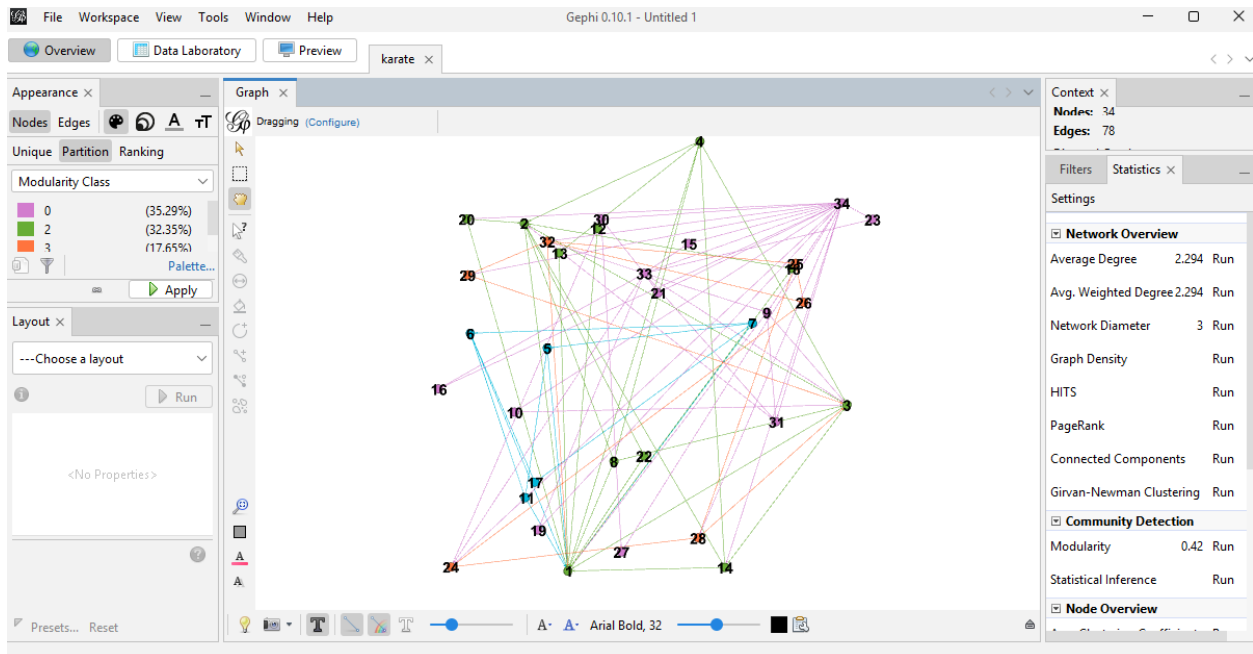 File Workspace View Tools Window Help Gephi 0.10.1 - Untitled 1
Overview Data Laboratory Preview karate
Appearance
Nodes Edges A TT
Unique Partition Ranking
Modularity Class
0 (35.29%)
2 (32.35%)
3 (17.65%)
Palette...
Apply
Layout
---Choose a layout
Run
<No Properties>
Presets... Reset
Graph
Dragging (Configure)
4
34
23
20
2
30
12
32
13
15
29
33
25
21
26
9
7
6
5
16
10
3
31
8
22
17
11
19
27
28
24
1
14
T T A- A- Arial Bold, 32
Context
Nodes: 34
Edges: 78
Filters Statistics
Settings
Network Overview
Average Degree 2.294 Run
Avg. Weighted Degree 2.294 Run
Network Diameter 3 Run
Graph Density Run
HITS Run
PageRank Run
Connected Components Run
Girvan-Newman Clustering Run
Community Detection
Modularity 0.42 Run
Statistical Inference Run
Node Overview